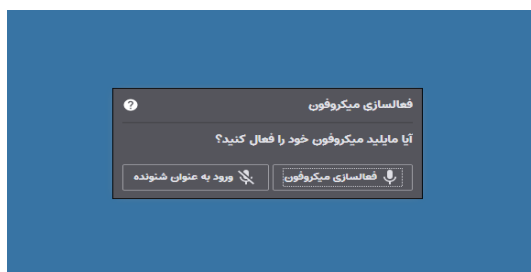 فعالسازی میکروفون
آیا مایلید میکروفون خود را فعال کنید؟
فعالسازی میکروفون
ورود به عنوان شنونده